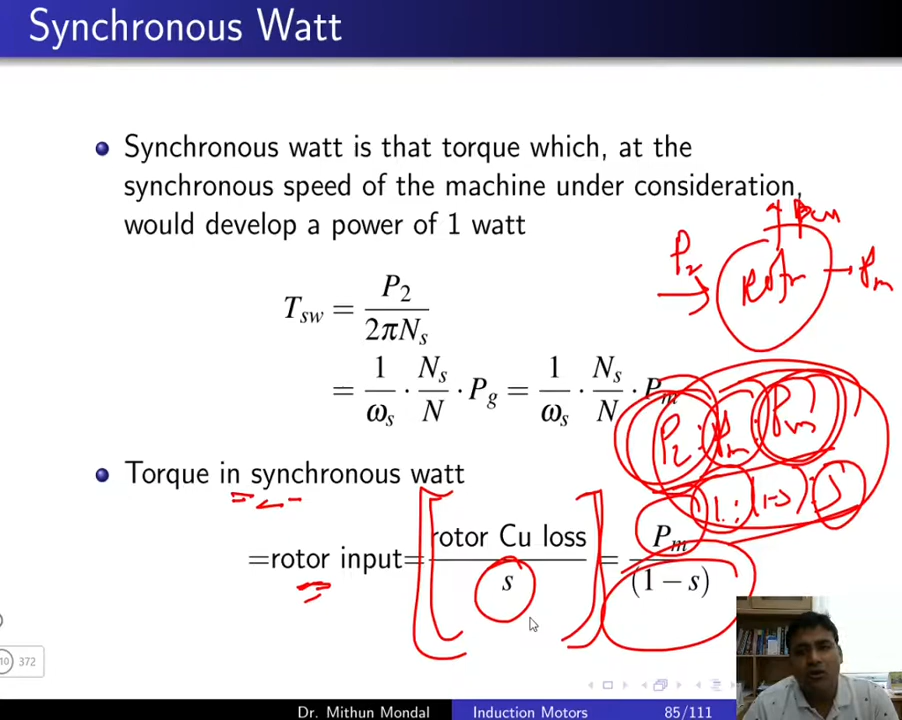 Synchronous Watt
Synchronous watt is that torque which, at the
synchronous speed of the machine under consideration,
would develop a power of 1 watt
T_sw = P_2 / 2πN_s
= 1/ω_s · N_s/N · P_g = 1/ω_s · N_s/N · P_m
P_2
Rotor
P_m
P_2 : P_m :
1 : (1-s) : s
Torque in synchronous watt
=rotor input= rotor Cu loss / s = P_m / (1 − s)
10 372
Dr. Mithun Mondal Induction Motors 85/111